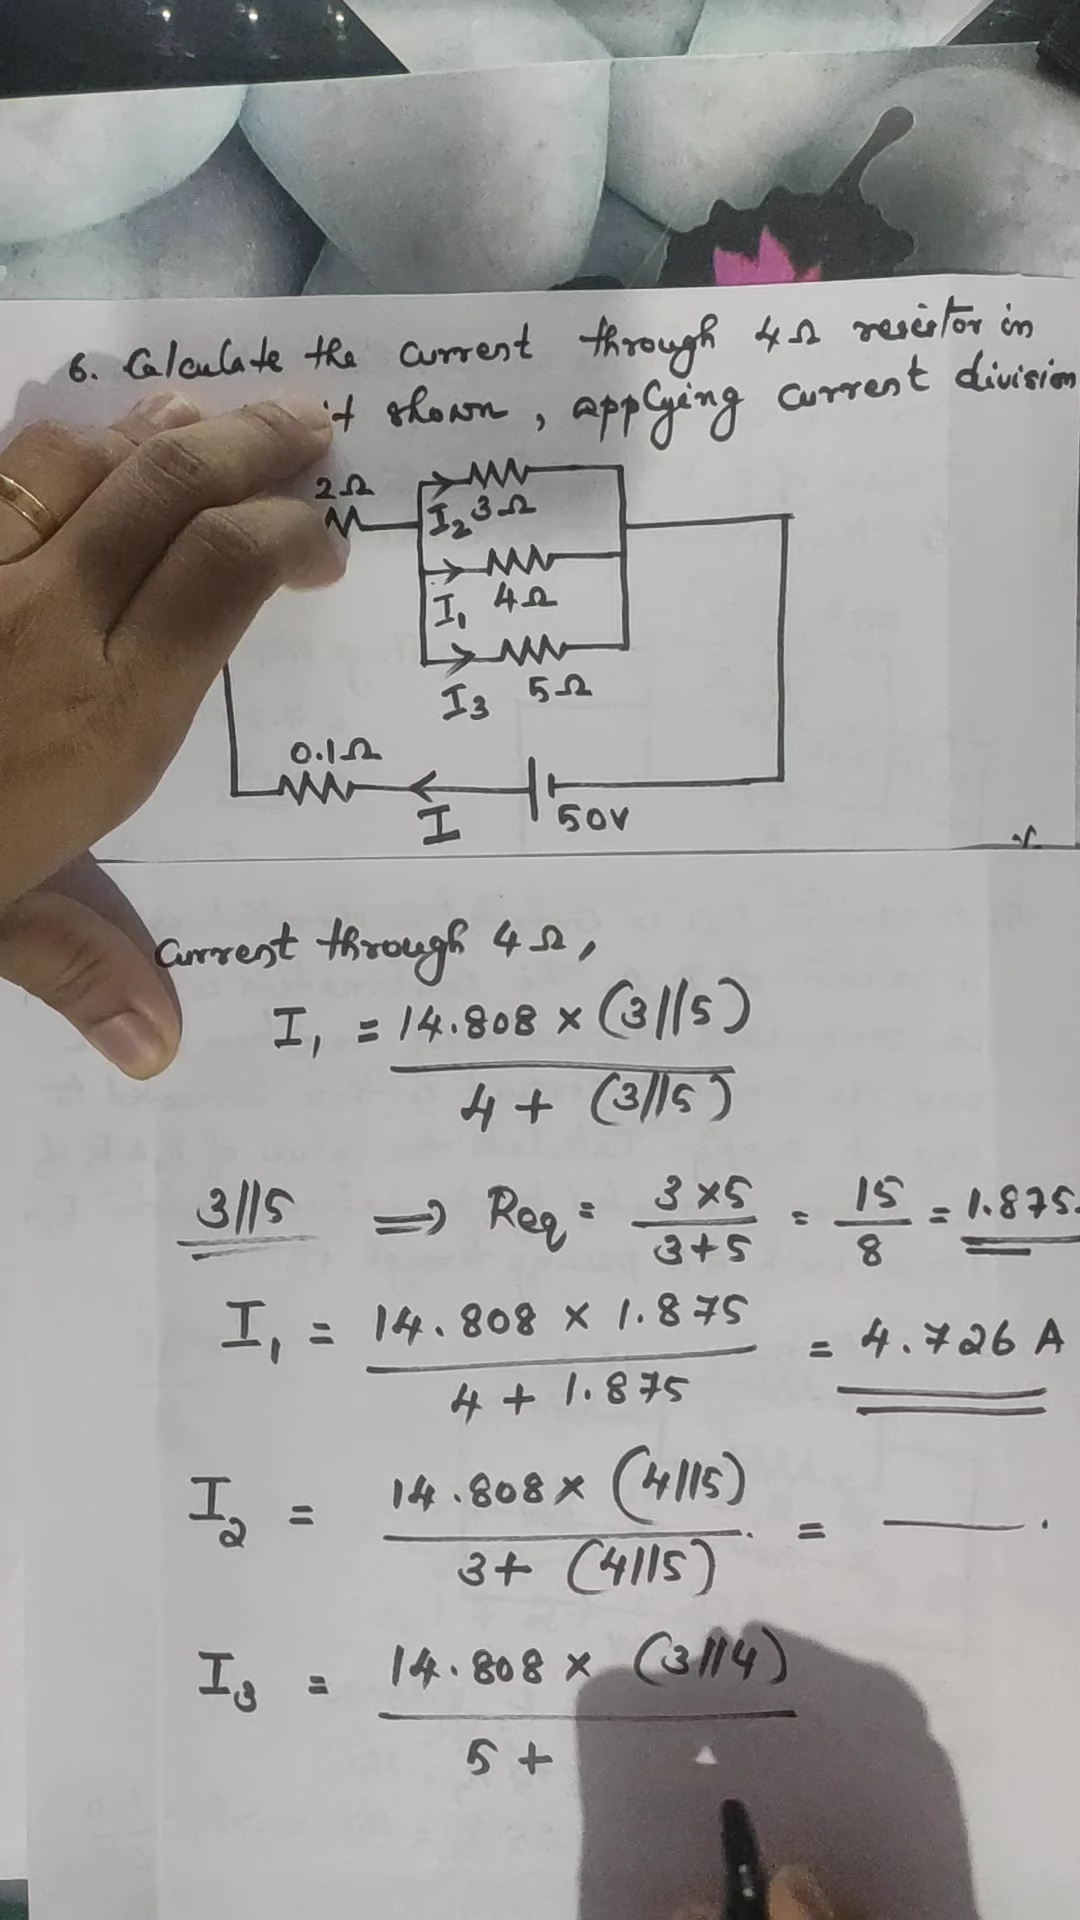 6. Calculate the current through 4Ω resistor in
shown, applying current division
2Ω
I2 3Ω
I1 4Ω
I3 5Ω
0.1Ω
I 50V
Current through 4Ω,
I1 = 14.808 × (3//5)
4 + (3//5)
3//5 ⟹ Req = 3×5 = 15 = 1.875
3+5 8
I1 = 14.808 × 1.875 = 4.726 A
4 + 1.875
I2 = 14.808 × (4//5) = .
3 + (4//5)
I3 = 14.808 × (3//4)
5 +